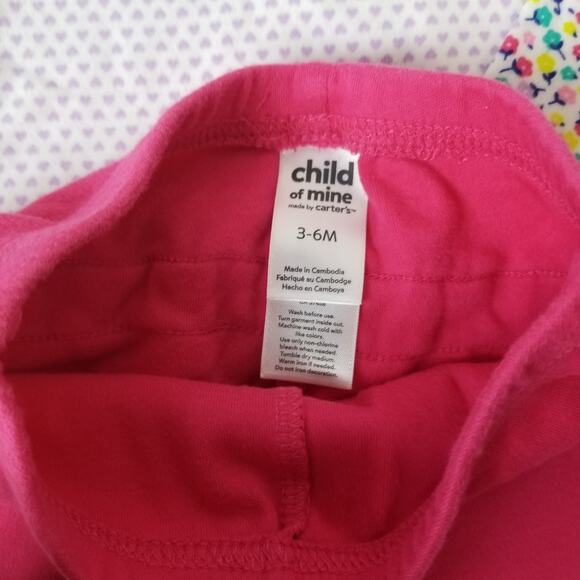 child
of mine
made by carter's™
3-6M
Made in Cambodia
Fabriqué au Cambodge
Hecho en Camboya
Wash before use.
Turn garment inside out.
Machine wash cold with
like colors.
Use only non-chlorine
bleach when needed.
Tumble dry medium.
Warm iron if needed.
Do not iron decoration.